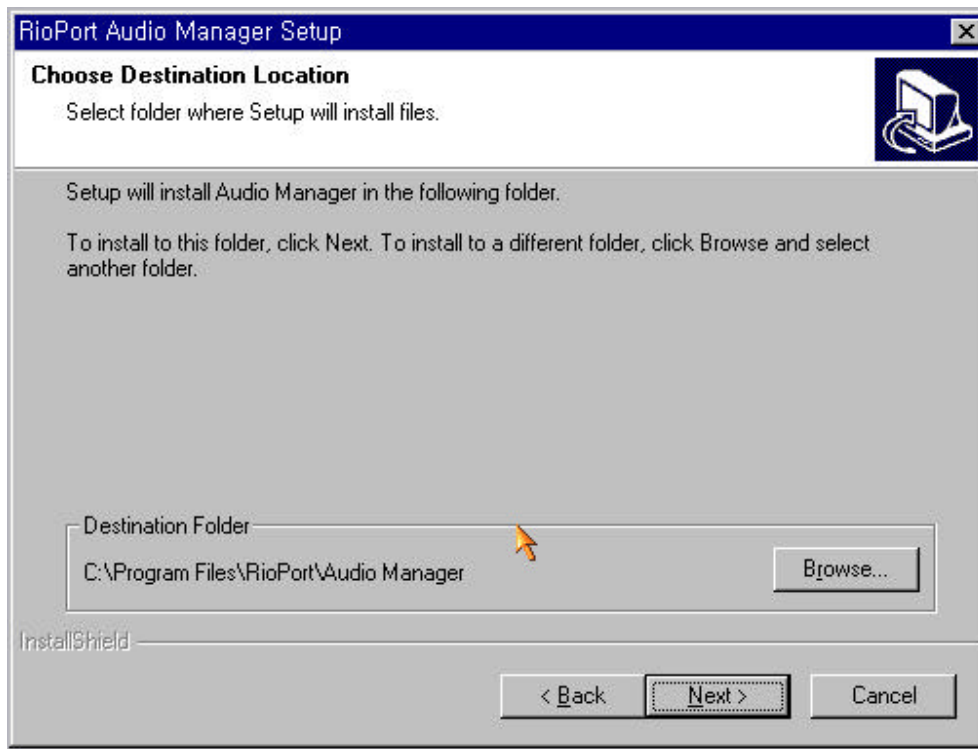 RioPort Audio Manager Setup
Choose Destination Location
Select folder where Setup will install files.
Setup will install Audio Manager in the following folder.
To install to this folder, click Next. To install to a different folder, click Browse and select
another folder.
Destination Folder
C:\Program Files\RioPort\Audio Manager
Browse...
InstallShield
< Back
Next >
Cancel